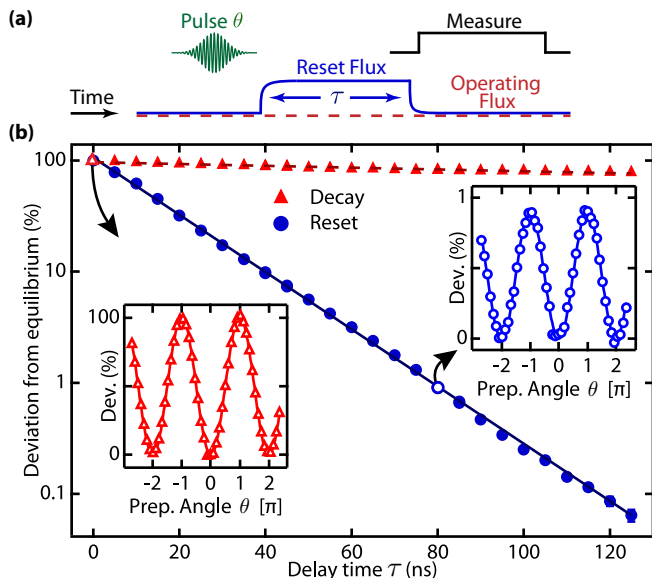 (a)
Pulse θ
Measure
Reset Flux
Time
τ
Operating
Flux
(b)
100
10
1
0.1
Deviation from equilibrium (%)
Decay
Reset
1
0
Dev. (%)
-2 -1 0 1 2
Prep. Angle θ [π]
100
0
Dev. (%)
-2 -1 0 1 2
Prep. Angle θ [π]
0 20 40 60 80 100 120
Delay time τ (ns)